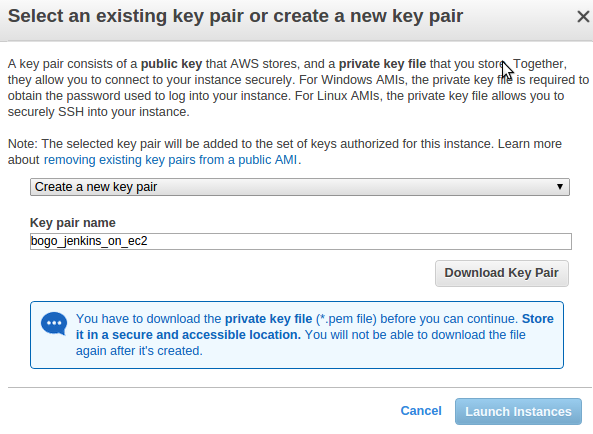 Select an existing key pair or create a new key pair
A key pair consists of a public key that AWS stores, and a private key file that you store. Together,
they allow you to connect to your instance securely. For Windows AMIs, the private key file is required to
obtain the password used to log into your instance. For Linux AMIs, the private key file allows you to
securely SSH into your instance.
Note: The selected key pair will be added to the set of keys authorized for this instance. Learn more
about removing existing key pairs from a public AMI.
Create a new key pair
Key pair name
bogo_jenkins_on_ec2
Download Key Pair
You have to download the private key file (*.pem file) before you can continue. Store
it in a secure and accessible location. You will not be able to download the file
again after it's created.
Cancel Launch Instances